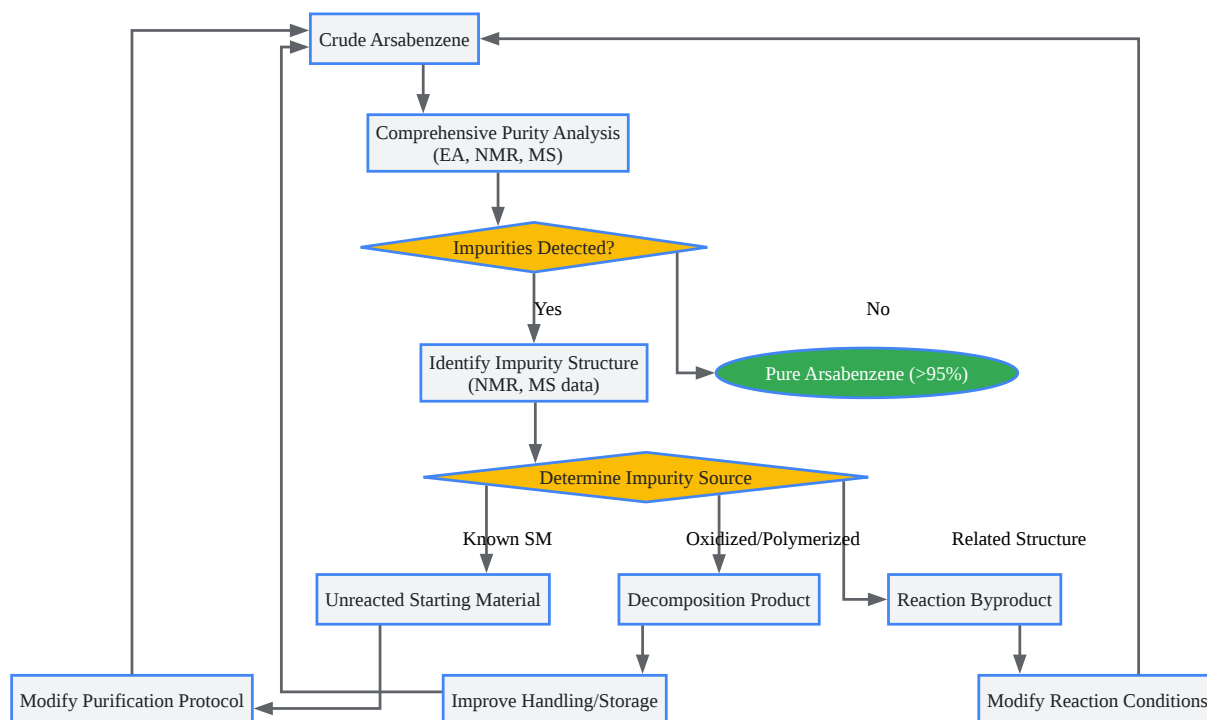 Crude Arsabenzene
Comprehensive Purity Analysis
(EA, NMR, MS)
Impurities Detected?
Yes
No
Identify Impurity Structure
(NMR, MS data)
Pure Arsabenzene (>95%)
Determine Impurity Source
Known SM
Oxidized/Polymerized
Related Structure
Unreacted Starting Material
Decomposition Product
Reaction Byproduct
Modify Purification Protocol
Improve Handling/Storage
Modify Reaction Conditions